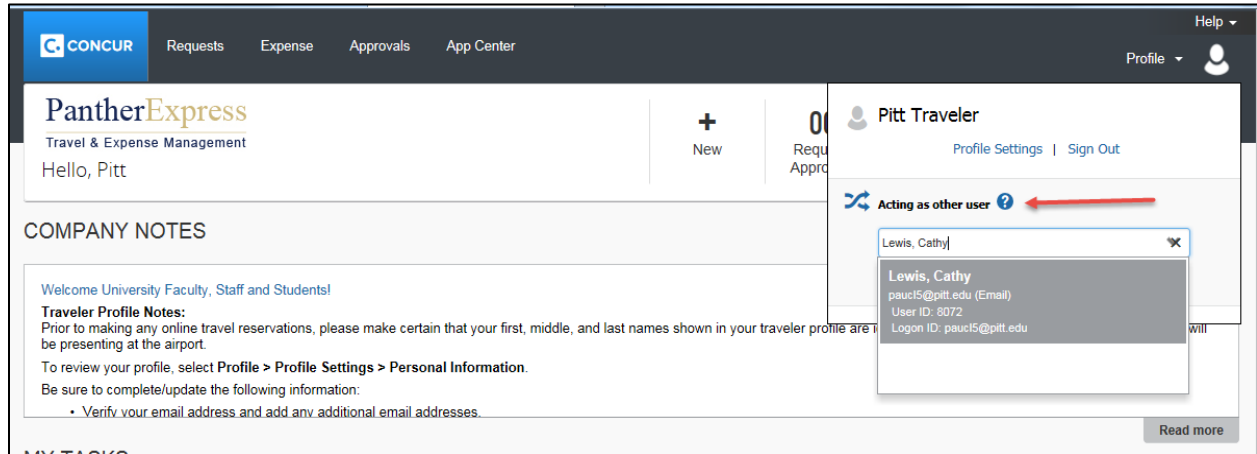 Help
C. CONCUR Requests Expense Approvals App Center
Profile
PantherExpress
Travel & Expense Management
Hello, Pitt
+
New
Requ
Appro
Pitt Traveler
Profile Settings | Sign Out
Acting as other user ?
Lewis, Cathy
Lewis, Cathy
paucl5@pitt.edu (Email)
User ID: 8072
Logon ID: paucl5@pitt.edu
COMPANY NOTES
Welcome University Faculty, Staff and Students!
Traveler Profile Notes:
Prior to making any online travel reservations, please make certain that your first, middle, and last names shown in your traveler profile are will
be presenting at the airport.
To review your profile, select Profile > Profile Settings > Personal Information.
Be sure to complete/update the following information:
• Verify your email address and add any additional email addresses.
Read more
MY TASKS